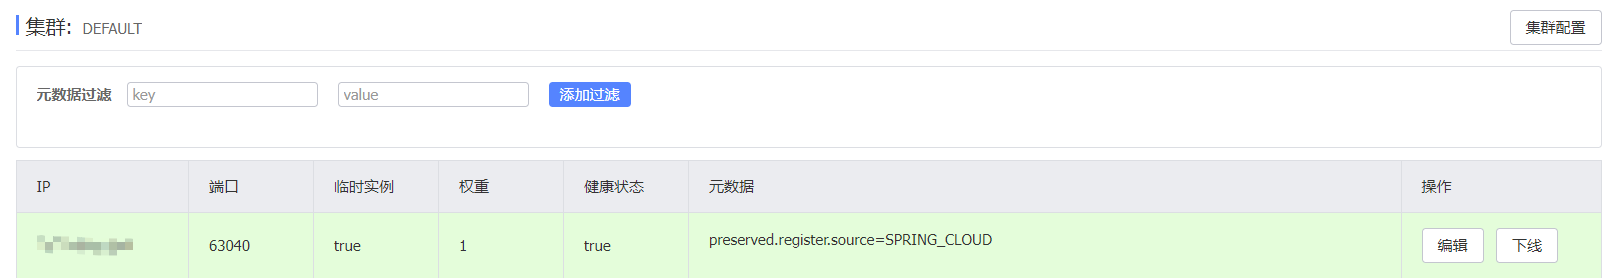 集群: DEFAULT 集群配置
元数据过滤 key value 添加过滤
IP 端口 临时实例 权重 健康状态 元数据 操作
63040 true 1 true preserved.register.source=SPRING_CLOUD 编辑 下线